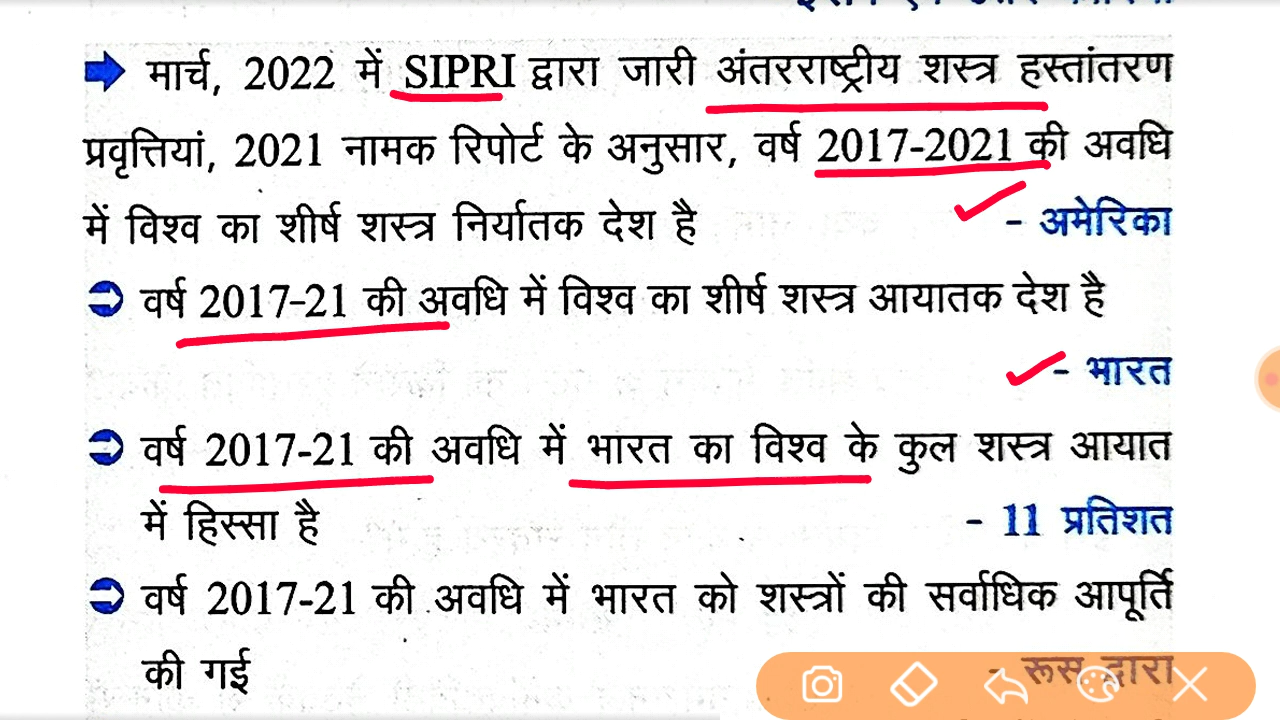 मार्च, 2022 में SIPRI द्वारा जारी अंतरराष्ट्रीय शस्त्र हस्तांतरण
प्रवृत्तियां, 2021 नामक रिपोर्ट के अनुसार, वर्ष 2017-2021 की अवधि
में विश्व का शीर्ष शस्त्र निर्यातक देश है - अमेरिका
वर्ष 2017-21 की अवधि में विश्व का शीर्ष शस्त्र आयातक देश है
- भारत
वर्ष 2017-21 की अवधि में भारत का विश्व के कुल शस्त्र आयात
में हिस्सा है - 11 प्रतिशत
वर्ष 2017-21 की अवधि में भारत को शस्त्रों की सर्वाधिक आपूर्ति
की गई - रूस द्वारा